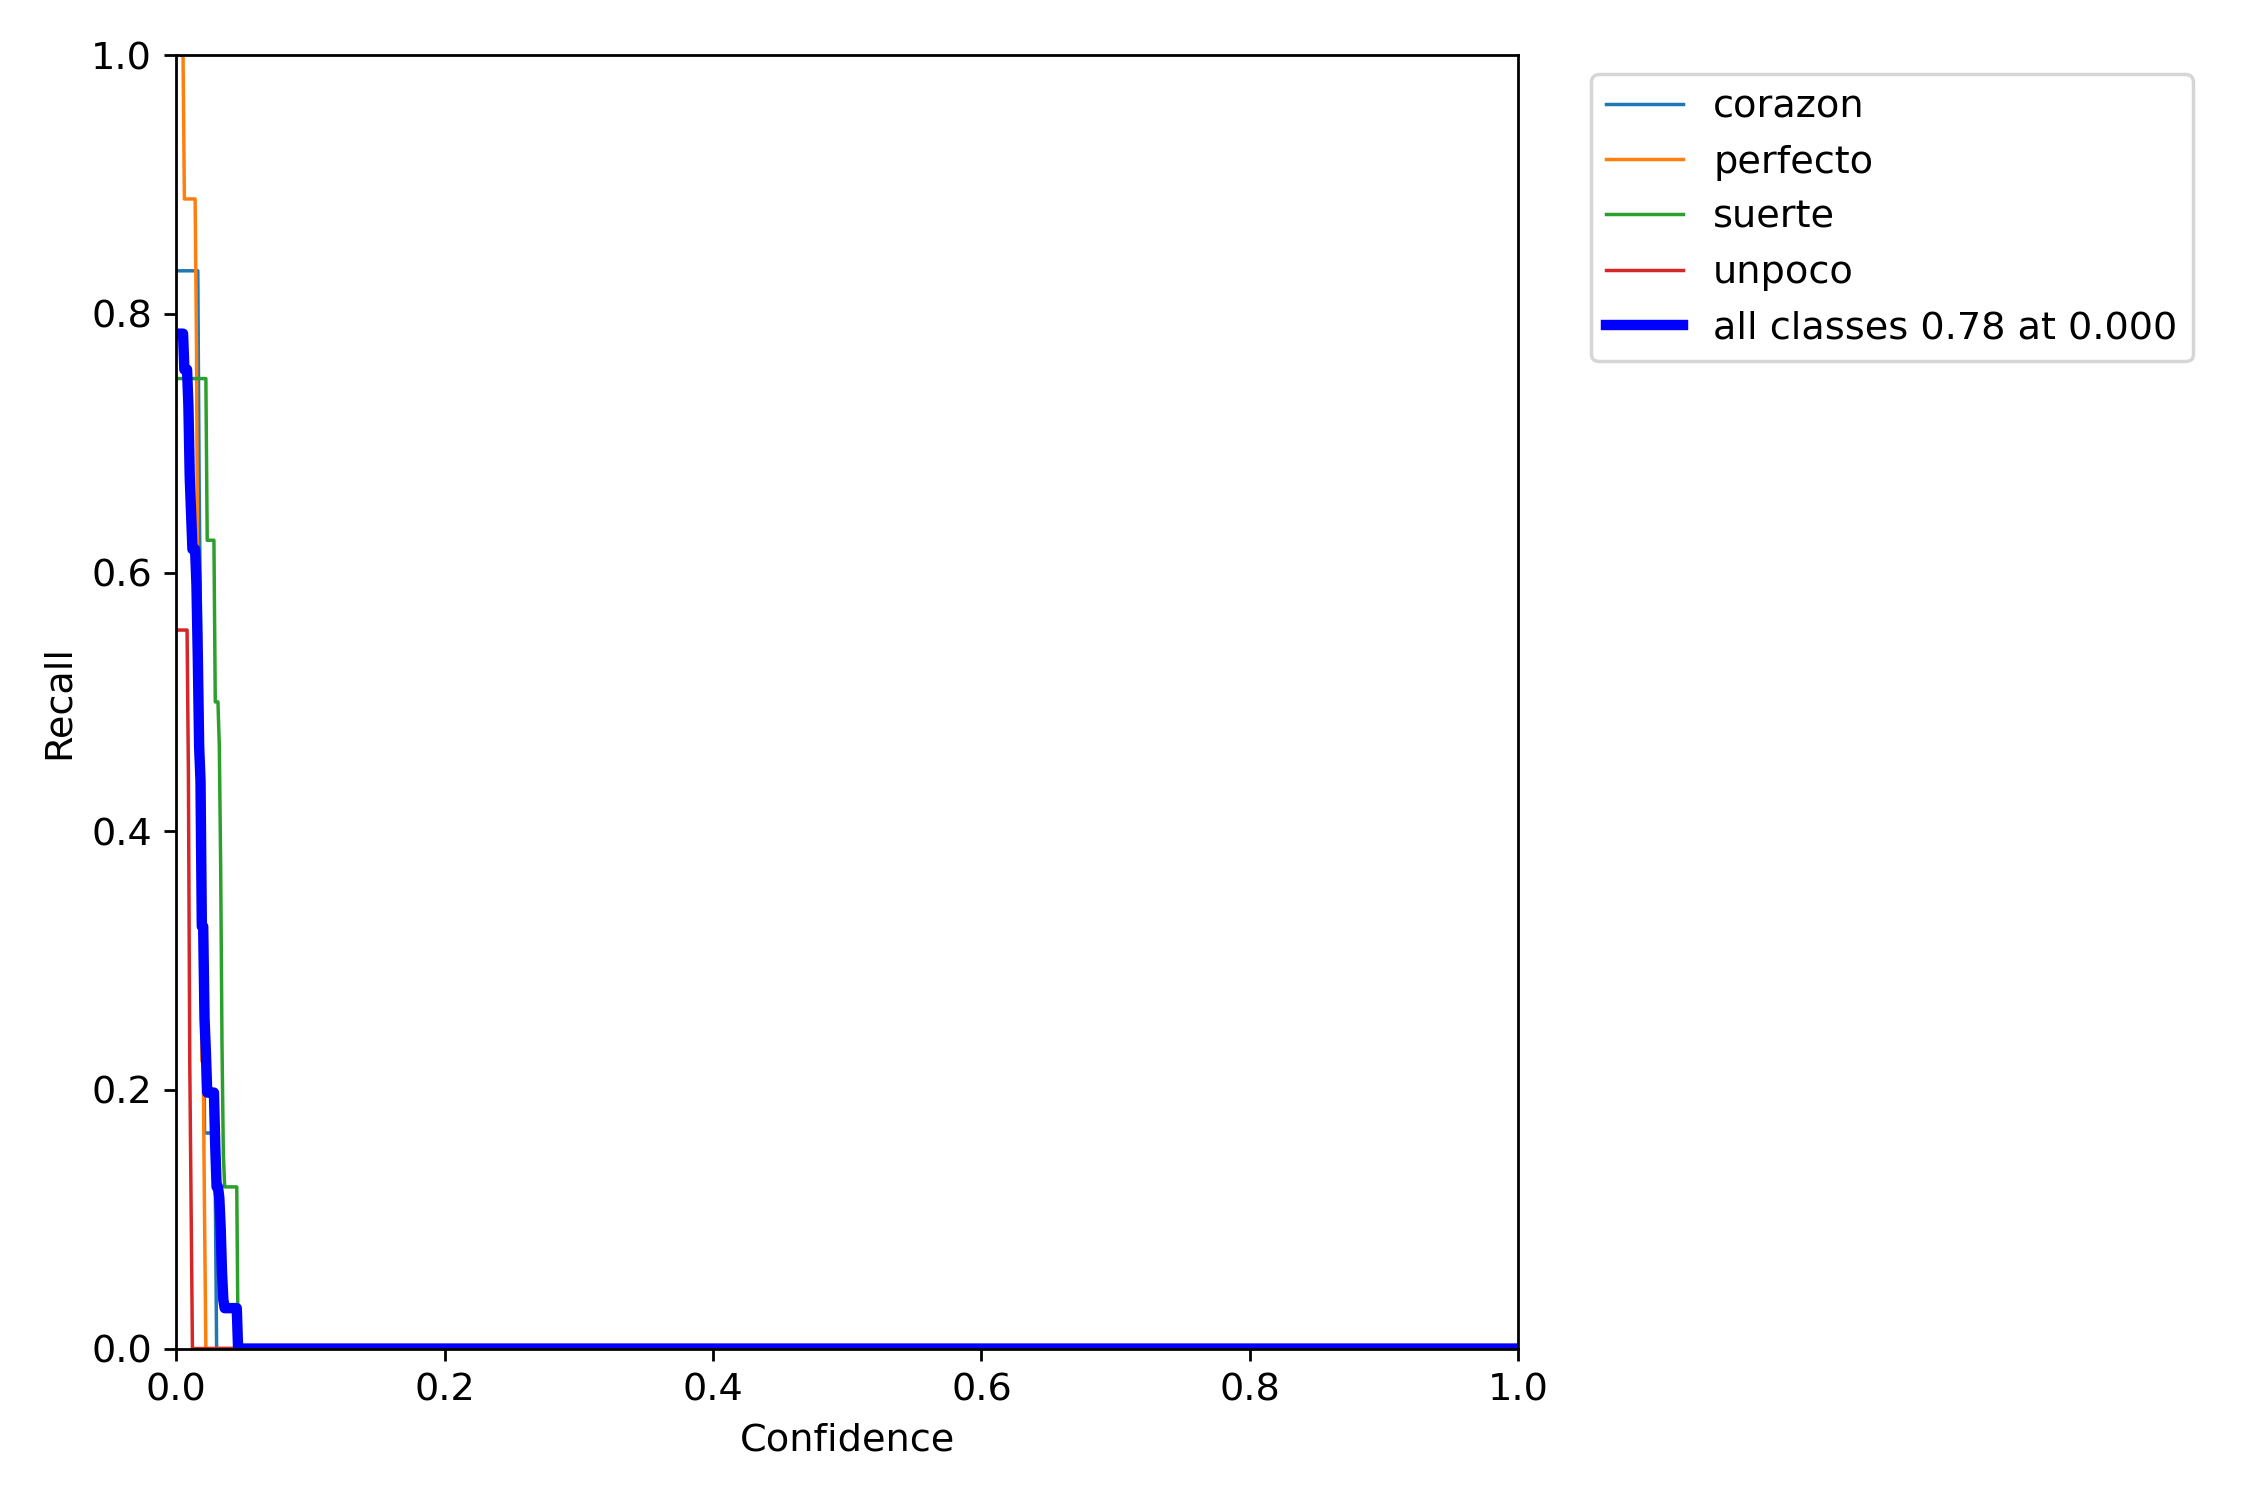 1.0
0.8
0.6
0.4
0.2
0.0
Recall
0.0 0.2 0.4 0.6 0.8 1.0
Confidence
corazon
perfecto
suerte
unpoco
all classes 0.78 at 0.000